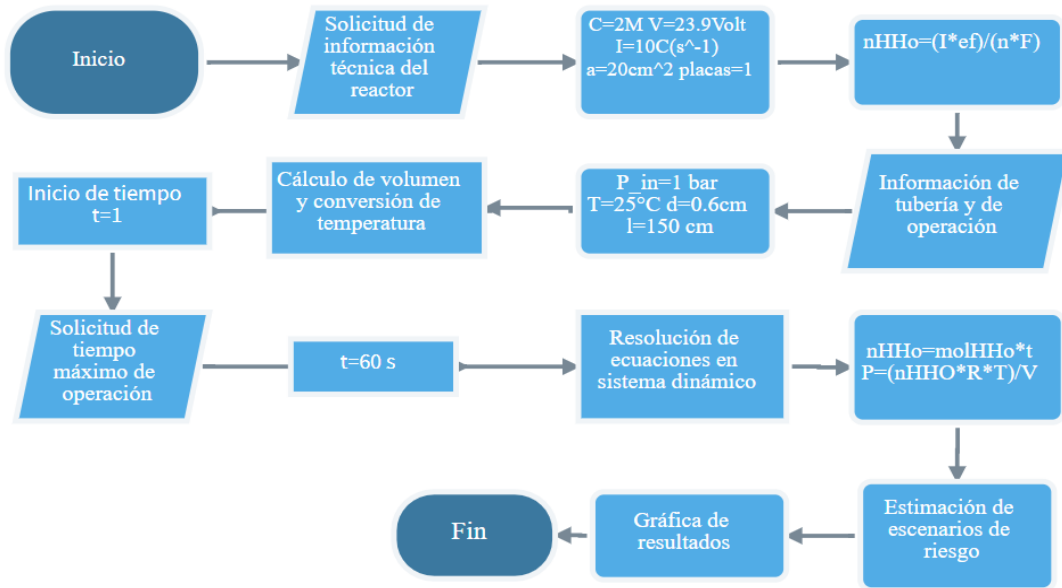 Inicio
Solicitud de
información
técnica del
reactor
C=2M V=23.9Volt
I=10C(s^-1)
a=20cm^2 placas=1
nHHo=(I*ef)/(n*F)
Información de
tubería y de
operación
P_in=1 bar
T=25°C d=0.6cm
l=150 cm
Cálculo de volumen
y conversión de
temperatura
Inicio de tiempo
t=1
Solicitud de
tiempo
máximo de
operación
t=60 s
Resolución de
ecuaciones en
sistema dinámico
nHHo=molHHo*t
P=(nHHO*R*T)/V
Estimación de
escenarios de
riesgo
Gráfica de
resultados
Fin